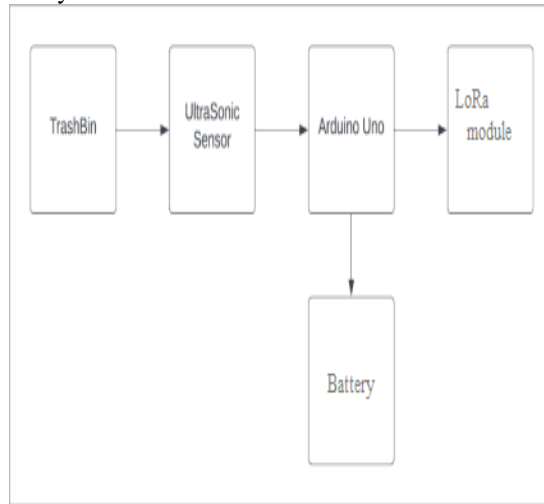 TrashBin
UltraSonic
Sensor
Arduino Uno
LoRa
module
Battery